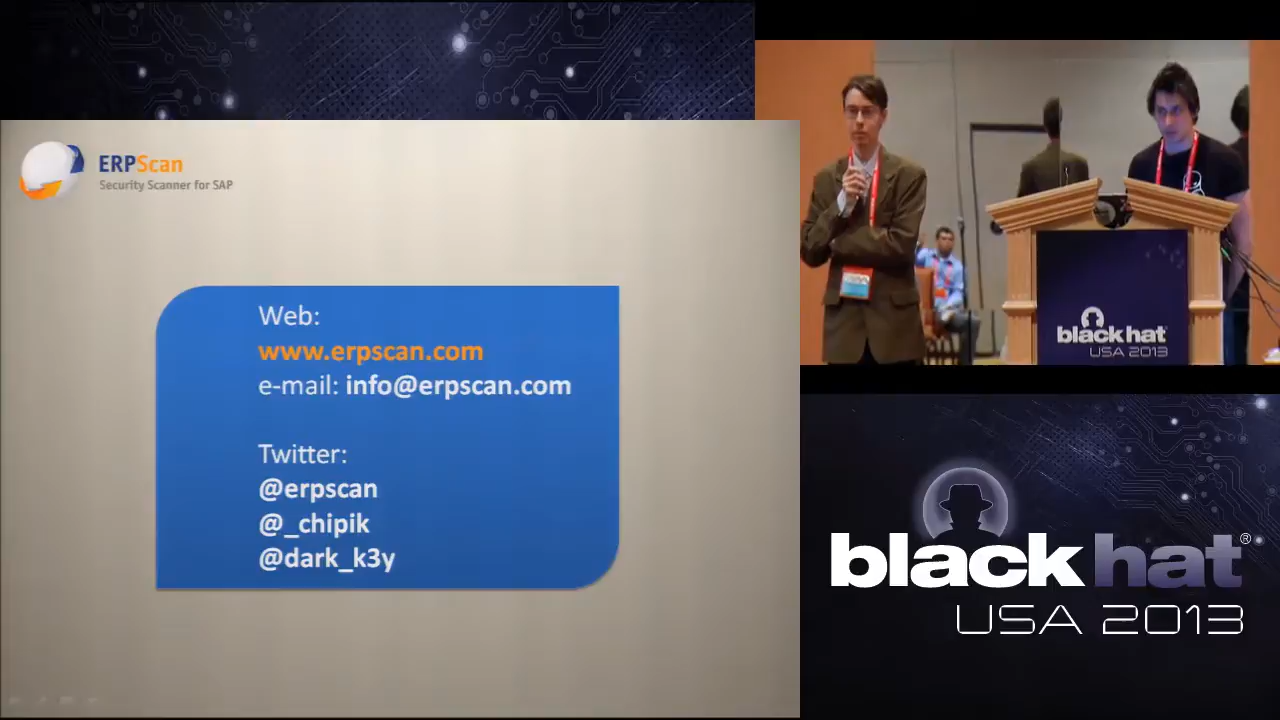 ERPScan
Security Scanner for SAP
Web:
www.erpscan.com
e-mail: info@erpscan.com
Twitter:
@erpscan
@_chipik
@dark_k3y
black hat
USA 2013
black hat®
USA 2013